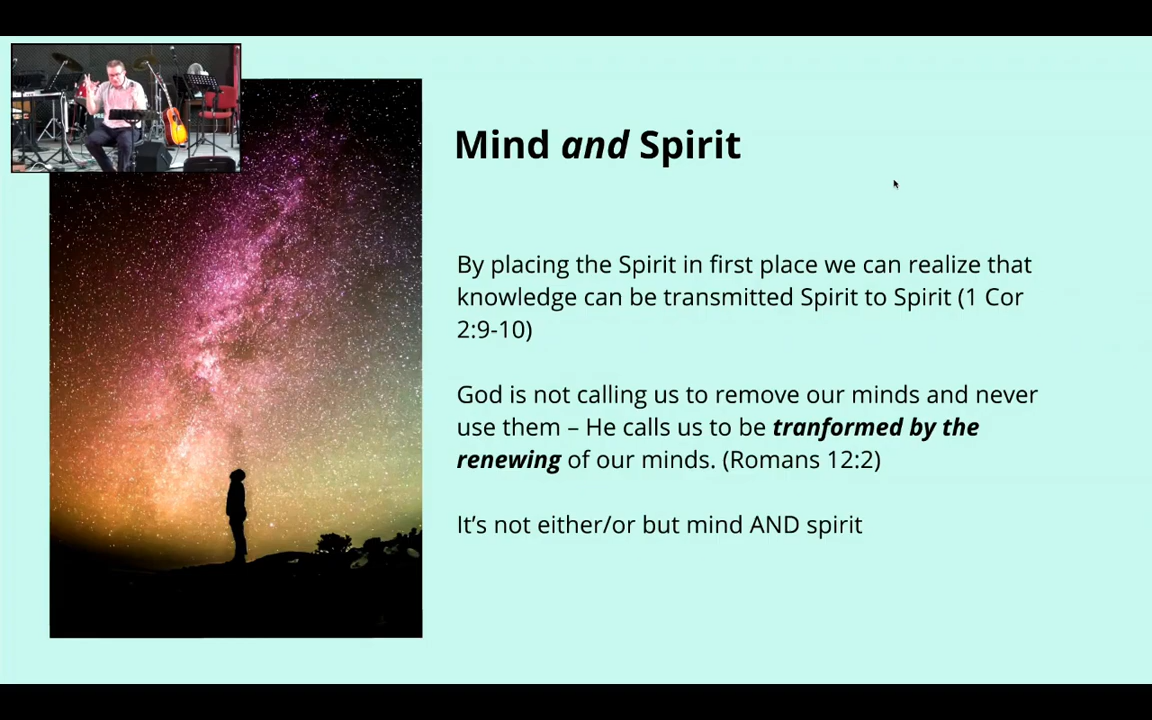 Mind and Spirit
By placing the Spirit in first place we can realize that
knowledge can be transmitted Spirit to Spirit (1 Cor
2:9-10)
God is not calling us to remove our minds and never
use them – He calls us to be tranformed by the
renewing of our minds. (Romans 12:2)
It’s not either/or but mind AND spirit